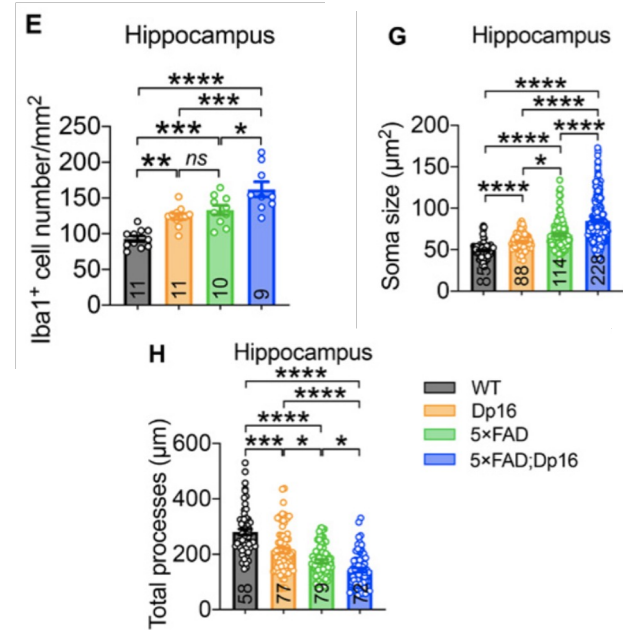 E
Hippocampus
****
***
*** *
** ns
Iba1⁺ cell number/mm²
250
200
150
100
50
0
11 11 10 9
G
Hippocampus
****
****
**** ****
*
****
Soma size (µm²)
200
150
100
50
0
88 114 228
H
Hippocampus
****
****
****
*** * *
Total processes (µm)
600
400
200
0
58 77 79 72
WT
Dp16
5×FAD
5×FAD;Dp16